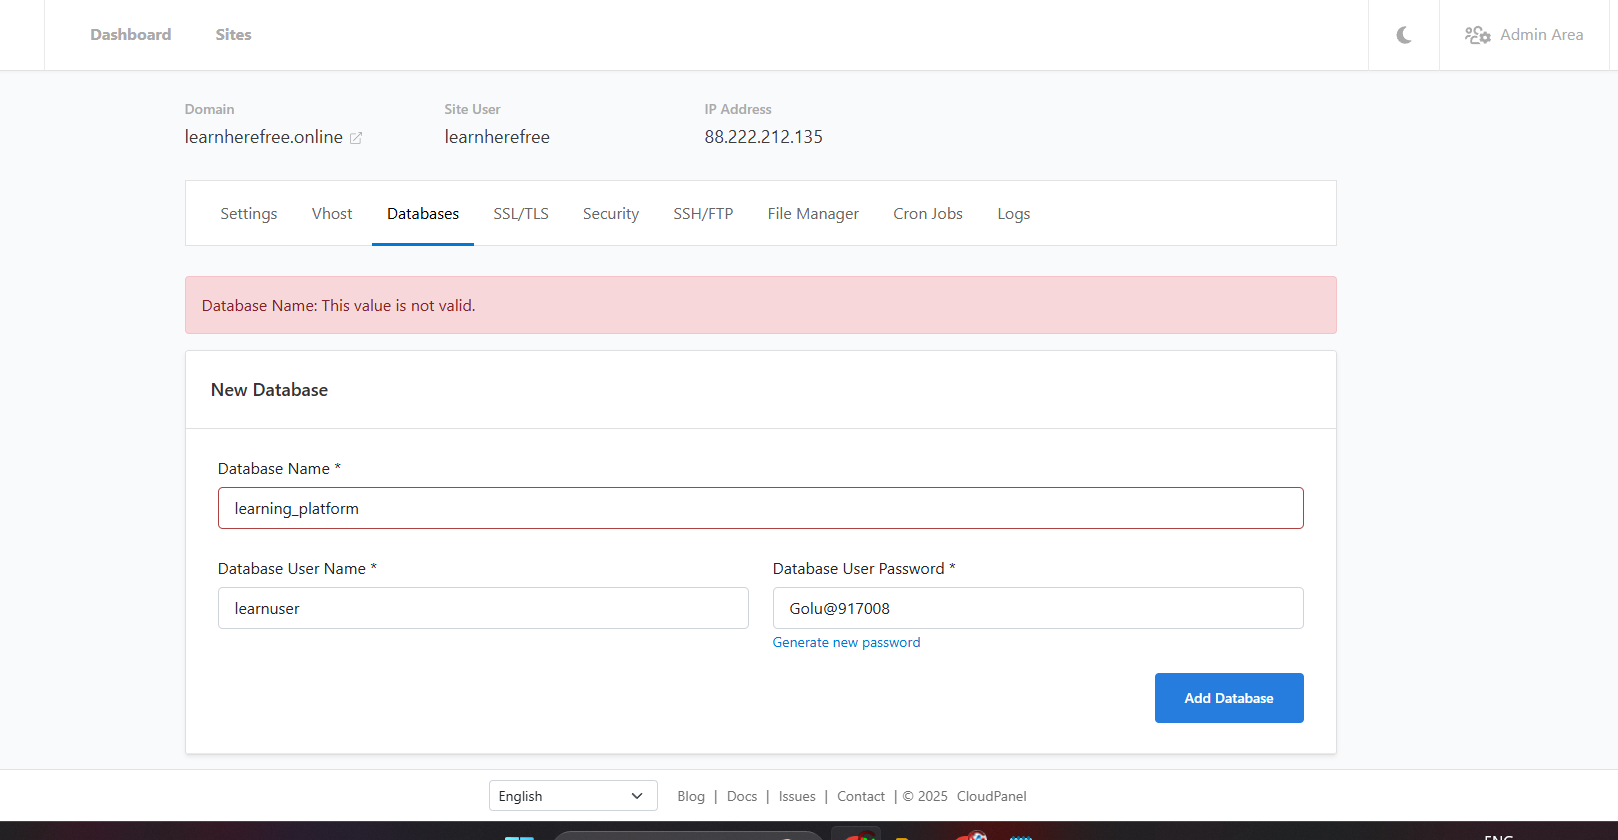 Dashboard Sites Admin Area
Domain Site User IP Address
learnherefree.online learnherefree 88.222.212.135
Settings Vhost Databases SSL/TLS Security SSH/FTP File Manager Cron Jobs Logs
Database Name: This value is not valid.
New Database
Database Name *
learning_platform
Database User Name * Database User Password *
learnuser Golu@917008
Generate new password
Add Database
English Blog | Docs | Issues | Contact | © 2025 CloudPanel
ENG